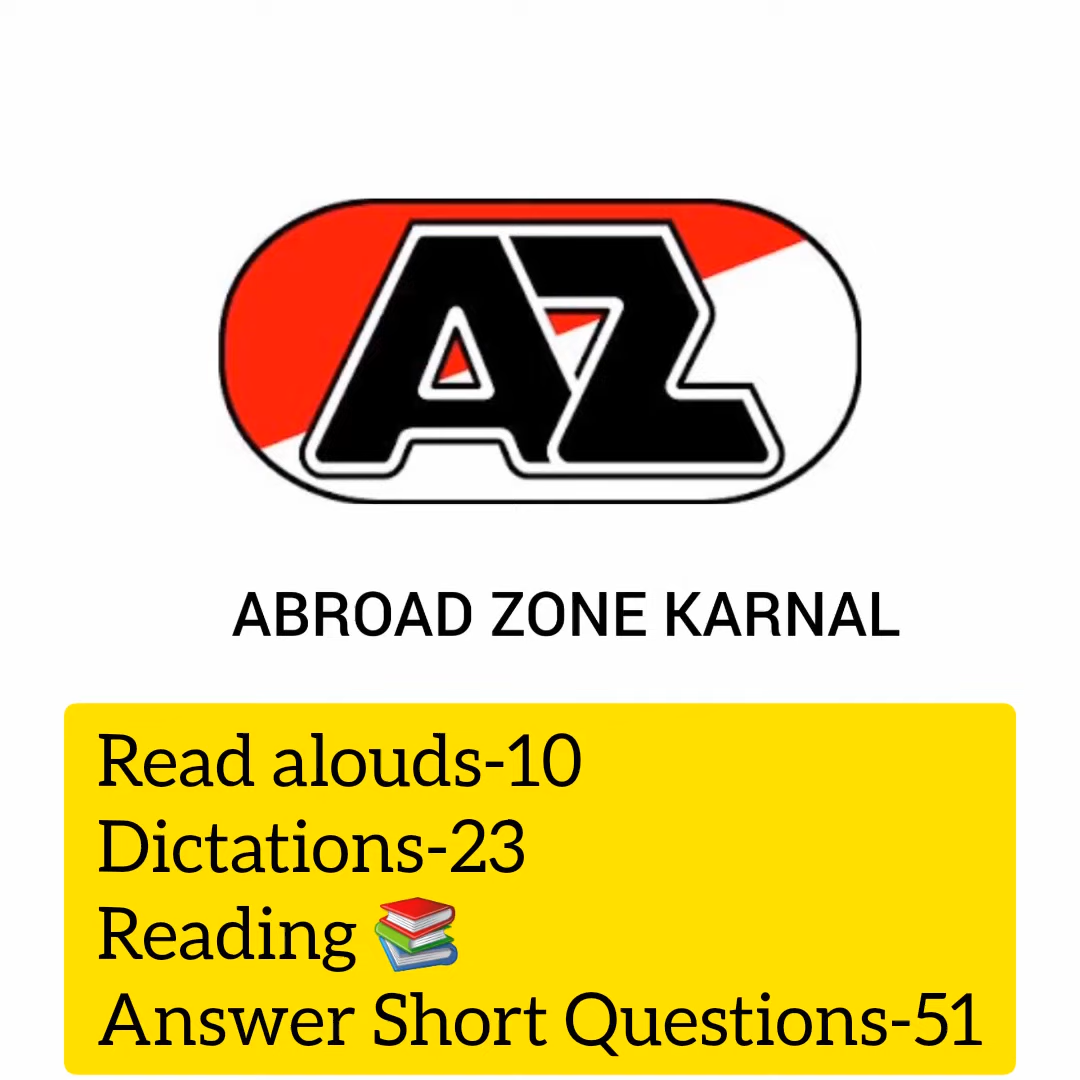 AZ
ABROAD ZONE KARNAL
Read alouds-10
Dictations-23
Reading 📚
Answer Short Questions-51